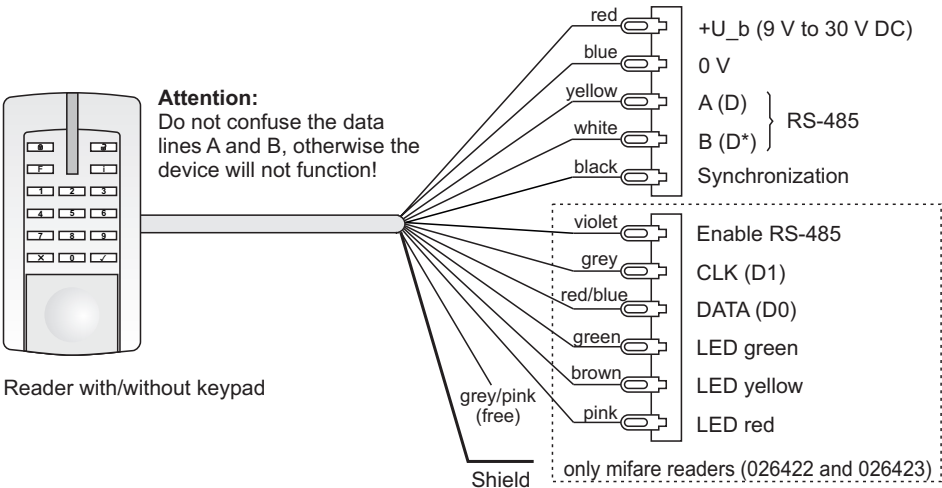 red +U_b (9 V to 30 V DC)
blue 0 V
yellow A (D)
white B (D*)
RS-485
black Synchronization
Attention:
Do not confuse the data
lines A and B, otherwise the
device will not function!
F
1 2 3
4 5 6
7 8 9
× 0 ✓
Reader with/without keypad
violet Enable RS-485
grey CLK (D1)
red/blue DATA (D0)
green LED green
brown LED yellow
pink LED red
grey/pink
(free)
Shield
only mifare readers (026422 and 026423)